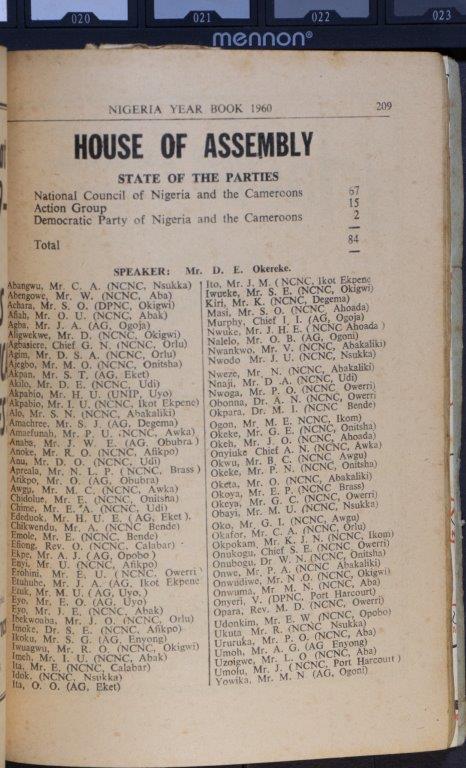 020
021
022
023
mennon®
NIGERIA YEAR BOOK 1960
209
HOUSE OF ASSEMBLY
STATE OF THE PARTIES
National Council of Nigeria and the Cameroons 67
Action Group 15
Democratic Party of Nigeria and the Cameroons 2
Total 84
SPEAKER: Mr. D. E. Okereke.
Abangwu, Mr. C. A. (NCNC, Nsukka)
Abengowe, Mr. W. (NCNC, Aba)
Achara, Mr. S. O. (DPNC, Okigwi)
Afiah, Mr. O. U. (NCNC, Abak)
Agba, Mr. J. A. (AG, Ogoja)
Aligwekwe, Mr. D. (NCNC, Okigwi)
Agbasiere, Chief G. N. (NCNC, Orlu)
Agim, Mr. D. S. A. (NCNC, Orlu)
Ajegbo, Mr. M. O. (NCNC, Onitsha)
Akpan, Mr. S. T. (AG, Eket)
Akilo, Mr. D. E. (NCNC, Udi)
Akpabio, Mr. H. U. (UNIP, Uyo)
Akpabio, Mr. I. U. (NCNC, Ikot Ekpene)
Alo, Mr. S. N. (NCNC, Abakaliki)
Amachree, Mr. S. J. (AG, Degema)
Amaefunah, Mr. P. U. (NCNC, Awka)
Anaba, Mr. J. W. E. (AG. Obubra)
Anoke, Mr. R. O. (NCNC, Afikpo)
Anu, Mr. D. O. (NCNC, Udi)
Apreala, Mr. N. L. P. (NCNC, Brass)
Arikpo, Mr. O. (AG, Obubra)
Awgu, Mr. M. C. (NCNC, Awka)
Chidolue, Mr. E. (NCNC, Onitsha)
Chime, Mr. E. A. (NCNC, Udi)
Ededuok, Mr. H. U. E. (AG, Eket).
Chikwendu, Mr. A. (NCNC, Bende)
Emole, Mr. E. (NCNC, Bende)
Efiong, Rev. O. (NCNC, Calabar)
Ekpe, Mr. A. J. (AG, Opobo)
Enyi, Mr. U. (NCNC, Afikpo)
Erohini, Mr. E. U. (NCNC, Owerri
Etuhube, Mr. J. A. (AG, Ikot Ekpene
Etuk, Mr. M. U. (AG, Uyo,)
Eyo, Mr. E. O. (AG, Uyo)
Eyo, Mr. J. E. (NCNC, Abak)
Ibekwoaba, Mr. J. O. (NCNC, Orlu)
Imoke, Dr. S. E. (NCNC, Afikpo)
Ikoku, Mr. S. G. (AG, Enyong)
Iwuagwu, Mr. R. O. (NCNC, Okigwi)
Imeh, Mr. I. U. (NCNC, Abak)
Ita, Mr. E. (NCNC, Calabar)
Idok, (NCNC, Nsukka)
Ita, O. O. (AG, Eket)
Ito, Mr. J. M. (NCNC, Ikot Ekpene
Iwueke, Mr. S. E. (NCNC, Okigwi)
Kiri, Mr. K. (NCNC, Degema)
Masi, Mr. S. O. (NCNC, Ahoada)
Murphy, Chief I. I. (AG, Ogoja)
Nwuke, Mr. J. H. E. (NCNC Ahoada)
Nalelo, Mr. O. B. (AG, Ogoni)
Nwankwo, Mr. V. (NCNC, Abakaliki)
Nwodo Mr. J. U. (NCNC, Nsukka)
Nweze, Mr. N. (NCNC, Abakaliki)
Nnaji, Mr. D. A. (NCNC, Udi)
Nwoga, Mr. P. O. (NCNC, Owerri)
Obonna, Dr. A. N. (NCNC, Owerri
Okpara, Dr. M. I. (NCNC Bende)
Ogon, Mr. M. E. (NCNC, Ikom)
Okeke, Mr. G. E. (NCNC, Onitsha)
Okeh, Mr. J. O. (NCNC, Ahoada)
Onyiuke Chief A. N. (NCNC, Awka)
Okwu, Mr. B. C. (NCNC, Awgu)
Okeke, Mr. P. N. (NCNC, Onitsha)
Oketa, Mr. O. (NCNC, Abakaliki)
Okoya, Mr. E. P. (NCNC, Brass)
Okeya, Mr. G. C. (NCNC, Owerri)
Obayi, Mr. M. U. (NCNC, Nsukka)
Oko, Mr. G. I. (NCNC, Awgu)
Okafor, Mr. C. A. (NCNC, Orlu)
Okpokam, Mr. K. J. N. (NCNC, Ikom)
Onukogu, Chief S. E. (NCNC, Owerri)
Onubogu, Dr. W. N. (NCNC, Onitsha)
Onwe, Mr. P. A. (NCNC Abakaliki)
Onwudiwe, Mr. N. O. (NCNC, Okigwi)
Onwuma, Mr. M. N. (NCNC, Aba)
Onyeri, V. (DPNC, Port Harcourt)
Opara, Rev. M. D. (NCNC, Owerri)
Udonkim, Mr. E. W. (NCNC, Opobo)
Ukuta, Mr. R. (NCNC, Nsukka)
Ururuka, Mr. P. O. (NCNC, Aba)
Umoh, Mr. A. G. (AG Enyong)
Uzoigwe, Mr. L. O. (NCNC, Aba)
Umolu, Mr. J. (NCNC, Port Harcourt)
Yowika, Mr. M. N. (AG, Ogoni)